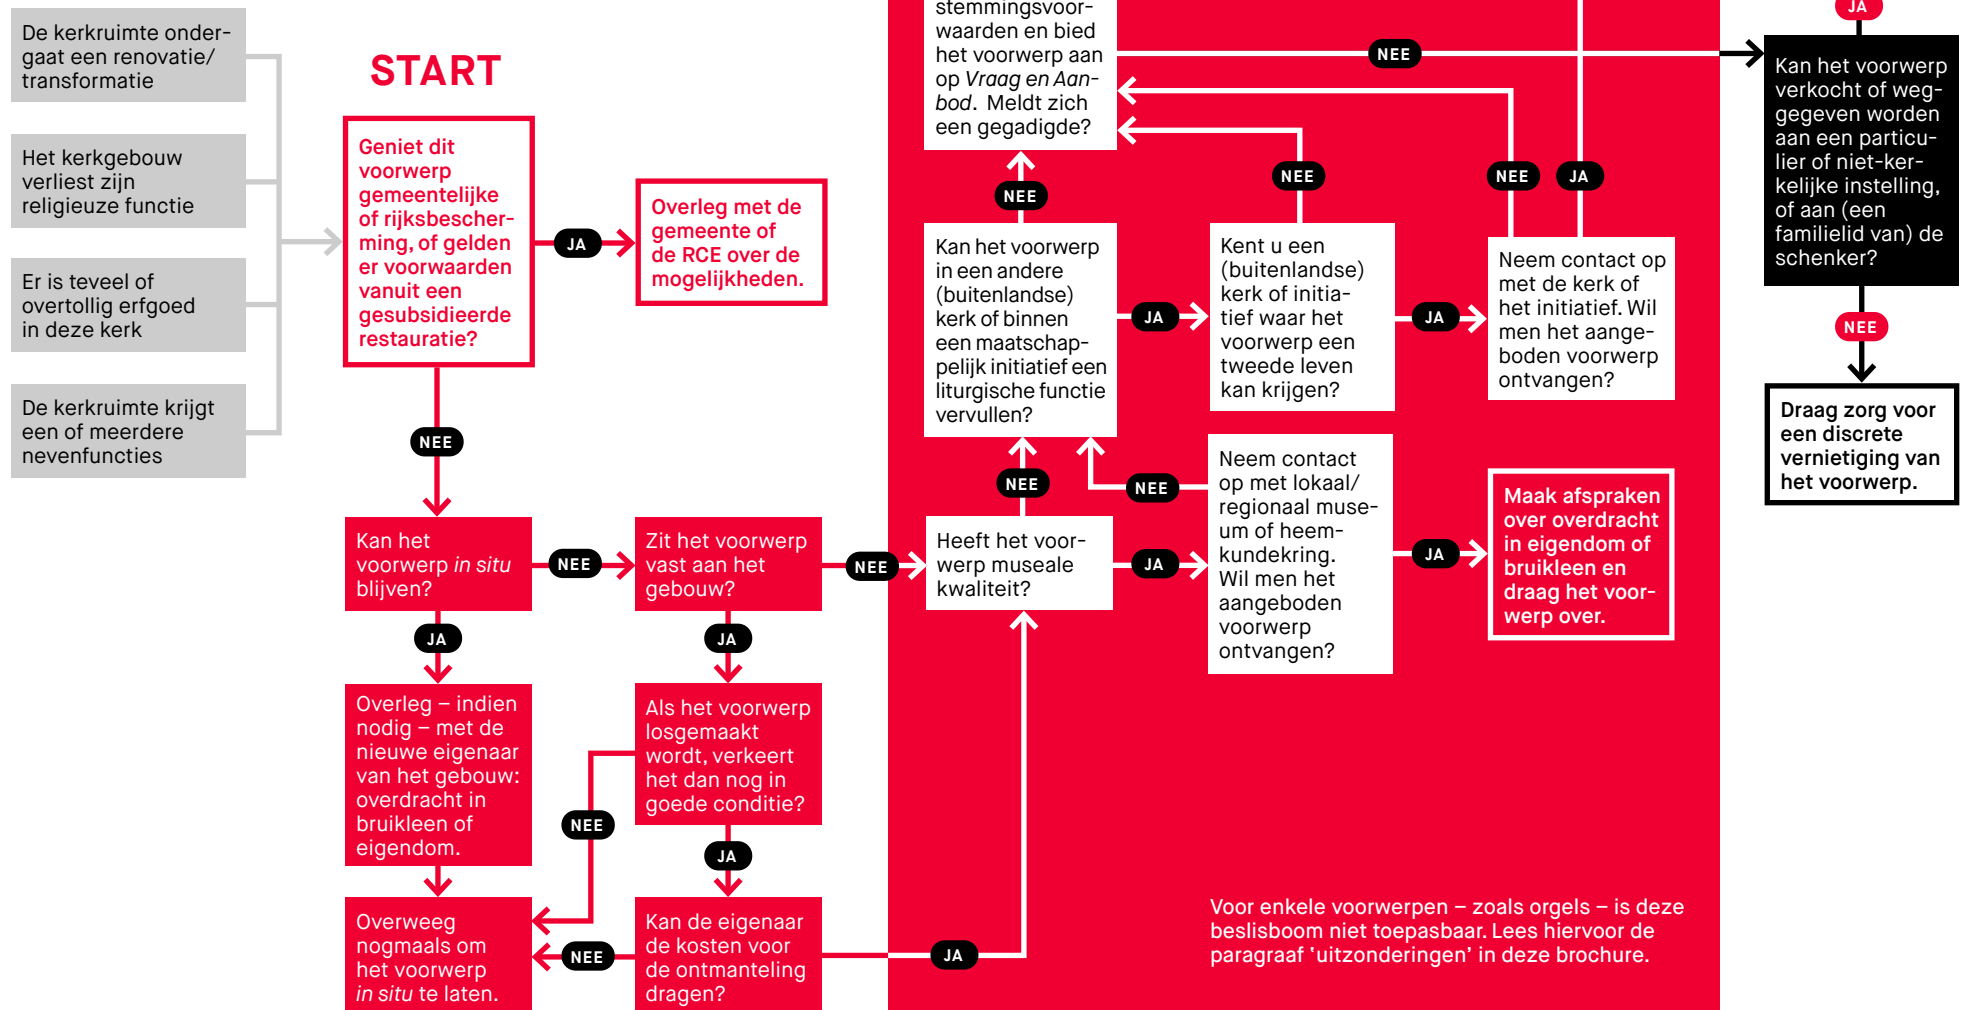 De kerkruimte onder-
gaat een renovatie/
transformatie
Het kerkgebouw
verliest zijn
religieuze functie
Er is teveel of
overtollig erfgoed
in deze kerk
De kerkruimte krijgt
een of meerdere
nevenfuncties
START
Geniet dit
voorwerp
gemeentelijke
of rijksbescher-
ming, of gelden
er voorwaarden
vanuit een
gesubsidieerde
restauratie?
JA
Overleg met de
gemeente of
de RCE over de
mogelijkheden.
NEE
Kan het
voorwerp in situ
blijven?
NEE
Zit het voorwerp
vast aan het
gebouw?
NEE
JA
JA
Overleg – indien
nodig – met de
nieuwe eigenaar
van het gebouw:
overdracht in
bruikleen of
eigendom.
Als het voorwerp
losgemaakt
wordt, verkeert
het dan nog in
goede conditie?
NEE
JA
Overweeg
nogmaals om
het voorwerp
in situ te laten.
NEE
Kan de eigenaar
de kosten voor
de ontmanteling
dragen?
JA
stemmingsvoor-
waarden en bied
het voorwerp aan
op Vraag en Aan-
bod. Meldt zich
een gegadigde?
NEE
NEE
NEE
NEE
JA
Kan het voorwerp
in een andere
(buitenlandse)
kerk of binnen
een maatschap-
pelijk initiatief een
liturgische functie
vervullen?
JA
Kent u een
(buitenlandse)
kerk of initia-
tief waar het
voorwerp een
tweede leven
kan krijgen?
JA
Neem contact op
met de kerk of
het initiatief. Wil
men het aange-
boden voorwerp
ontvangen?
NEE
NEE
Heeft het voor-
werp museale
kwaliteit?
JA
Neem contact
op met lokaal/
regionaal muse-
um of heem-
kundekring.
Wil men het
aangeboden
voorwerp
ontvangen?
JA
Maak afspraken
over overdracht
in eigendom of
bruikleen en
draag het voor-
werp over.
Voor enkele voorwerpen – zoals orgels – is deze
beslisboom niet toepasbaar. Lees hiervoor de
paragraaf ‘uitzonderingen’ in deze brochure.
JA
Kan het voorwerp
verkocht of weg-
gegeven worden
aan een particu-
lier of niet-ker-
kelijke instelling,
of aan (een
familielid van) de
schenker?
NEE
Draag zorg voor
een discrete
vernietiging van
het voorwerp.